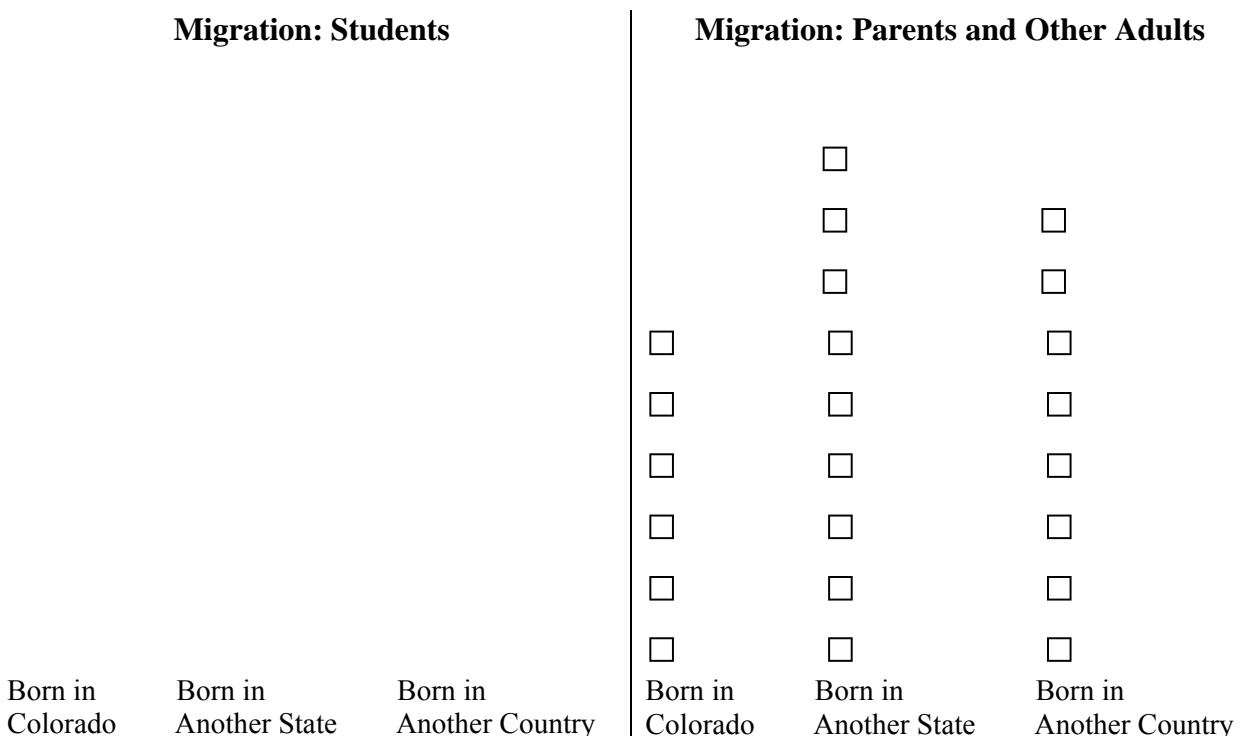 Migration: Students
Born in
Colorado
Born in
Another State
Born in
Another Country
Migration: Parents and Other Adults
Born in
Colorado
Born in
Another State
Born in
Another Country